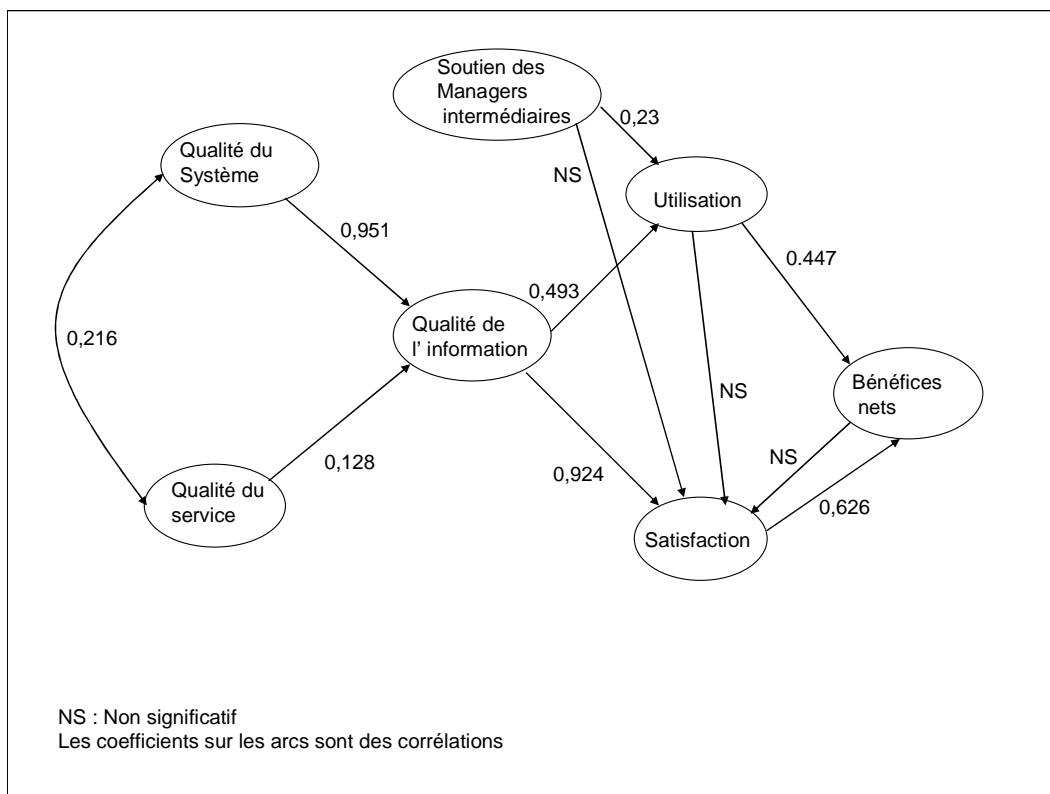 Soutien des
Managers
intermédiaires
0,23
Qualité du
Système
NS
Utilisation
0,951
0.447
0,493
Qualité de
l' information
0,216
Bénéfices
nets
NS
NS
0,128
0,924
Qualité du
service
0,626
Satisfaction
NS : Non significatif
Les coefficients sur les arcs sont des corrélations